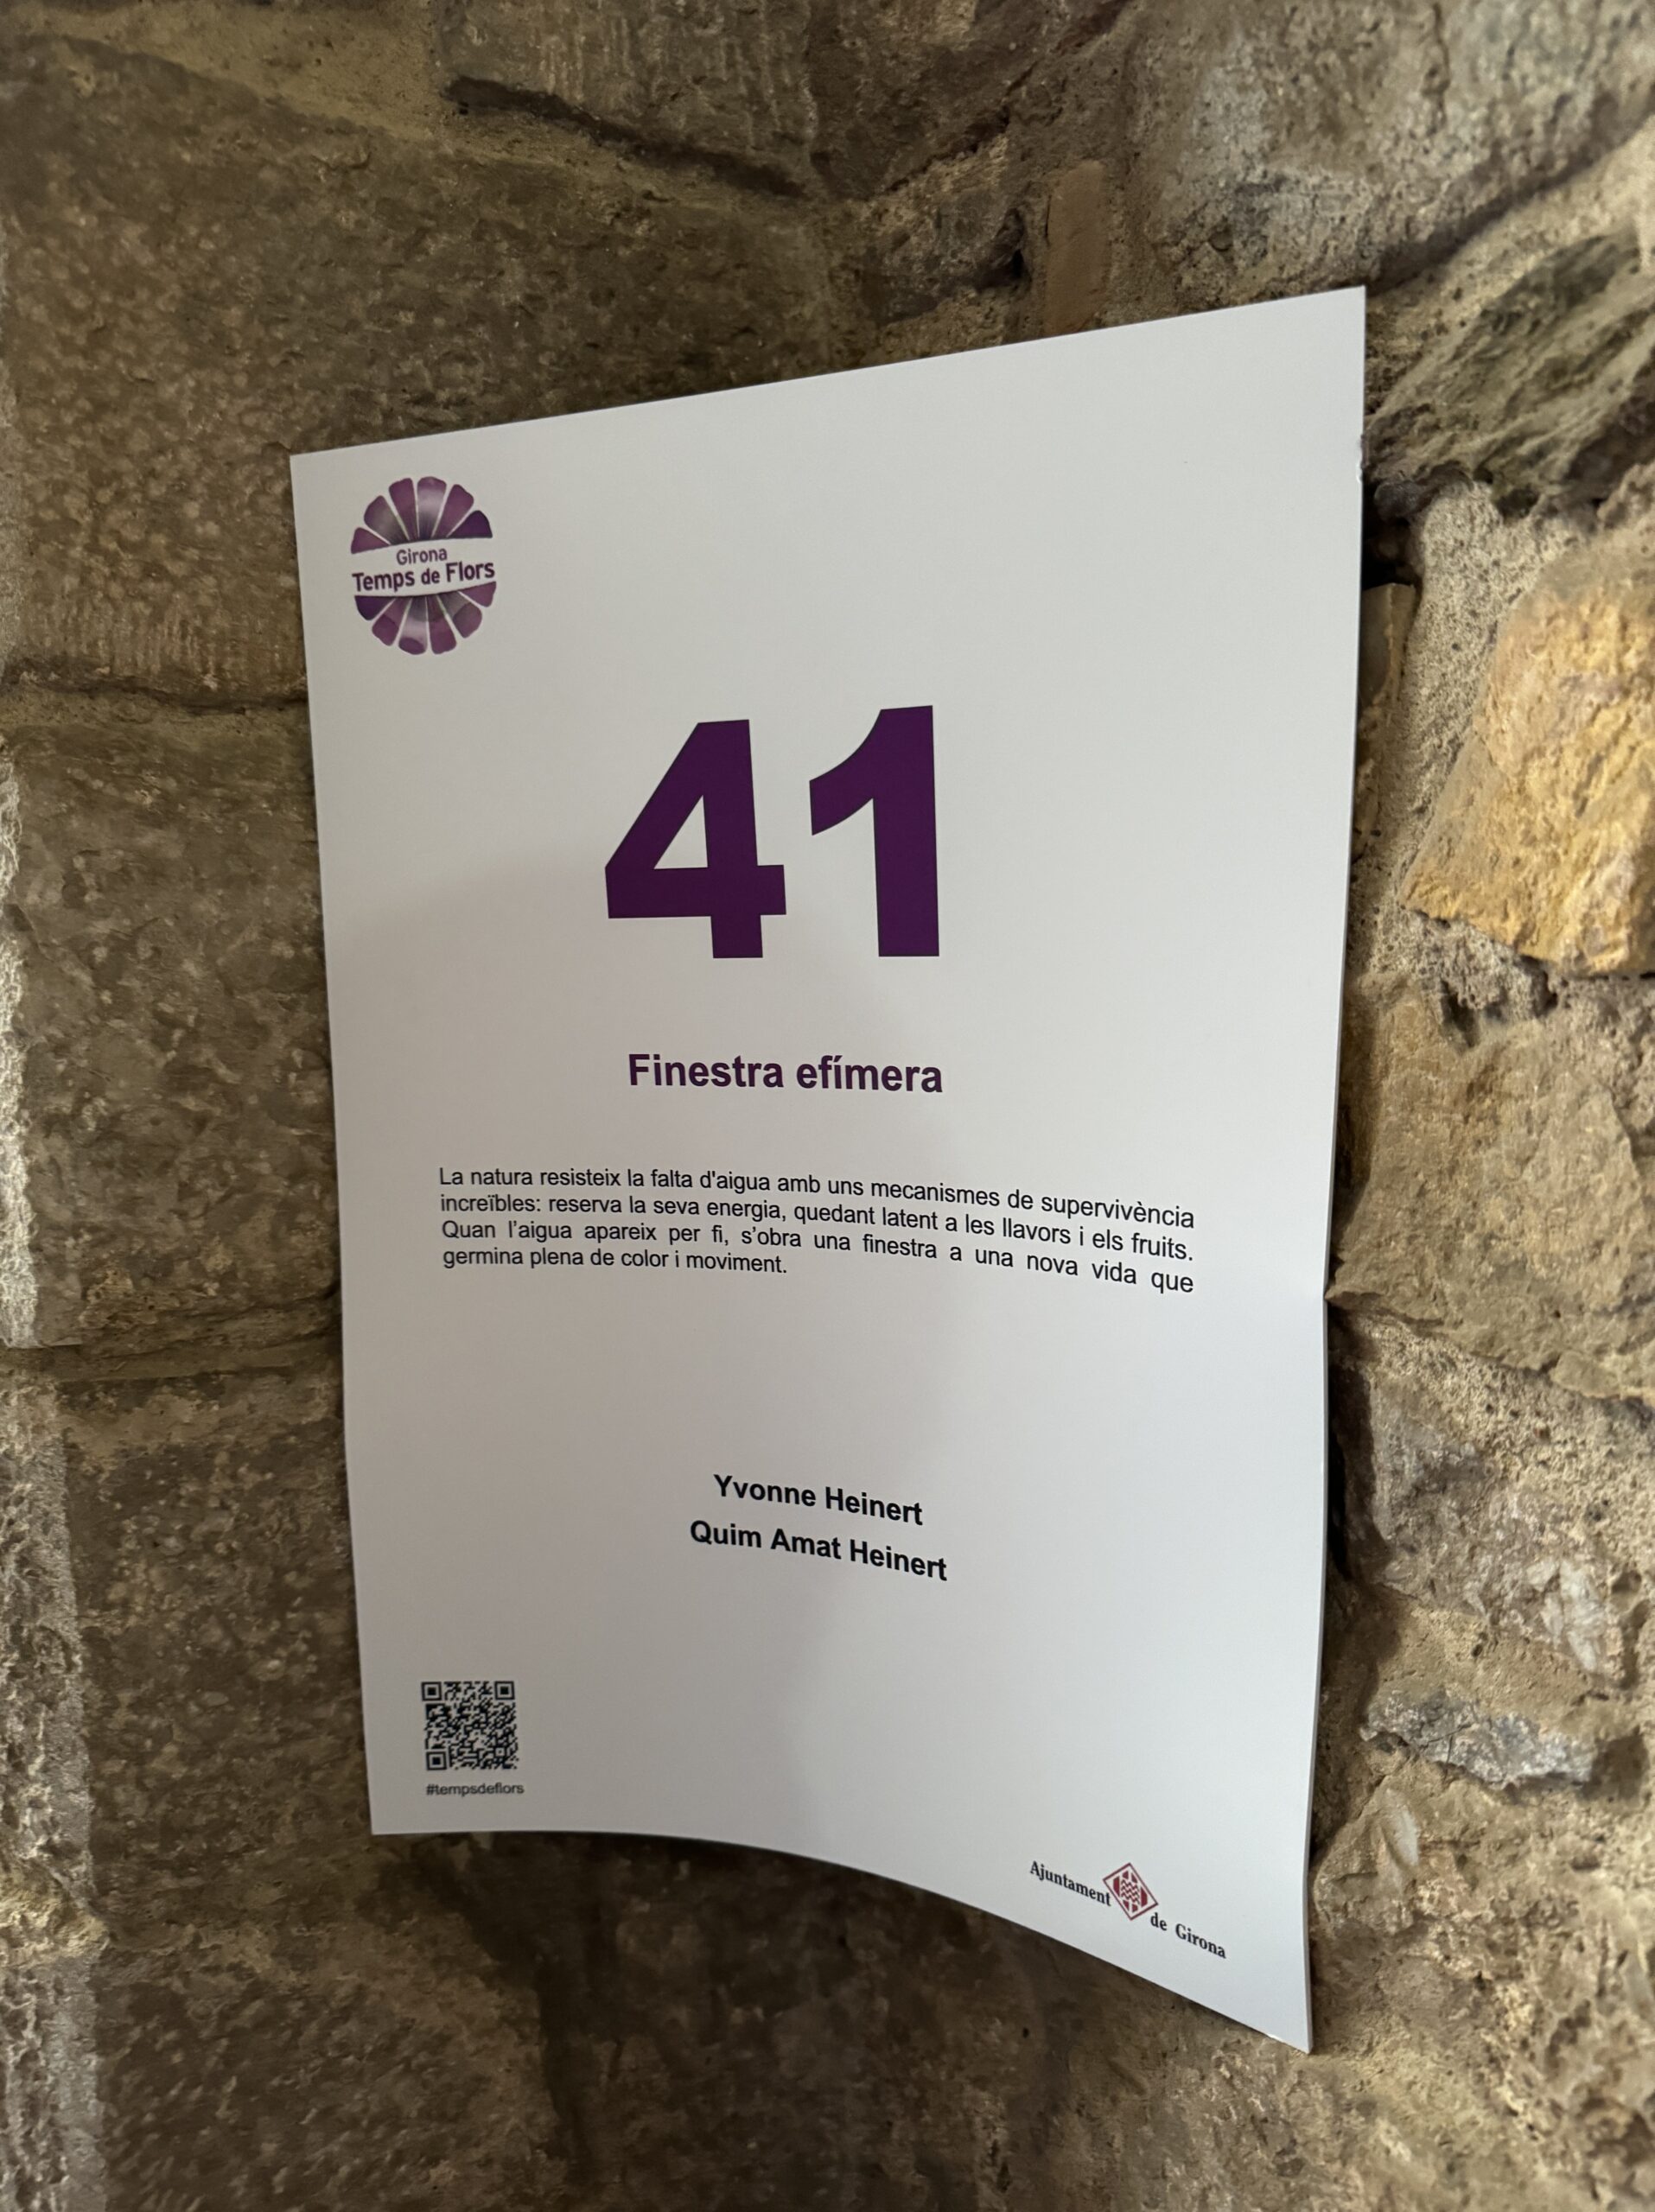 Girona
Temps de Flors
41
Finestra efímera
La natura resisteix la falta d'aigua amb uns mecanismes de supervivència
increïbles: reserva la seva energia, quedant latent a les llavors i els fruits.
Quan l’aigua apareix per fi, s’obra una finestra a una nova vida que
germina plena de color i moviment.
Yvonne Heinert
Quim Amat Heinert
#tempsdeflors
Ajuntament
de Girona